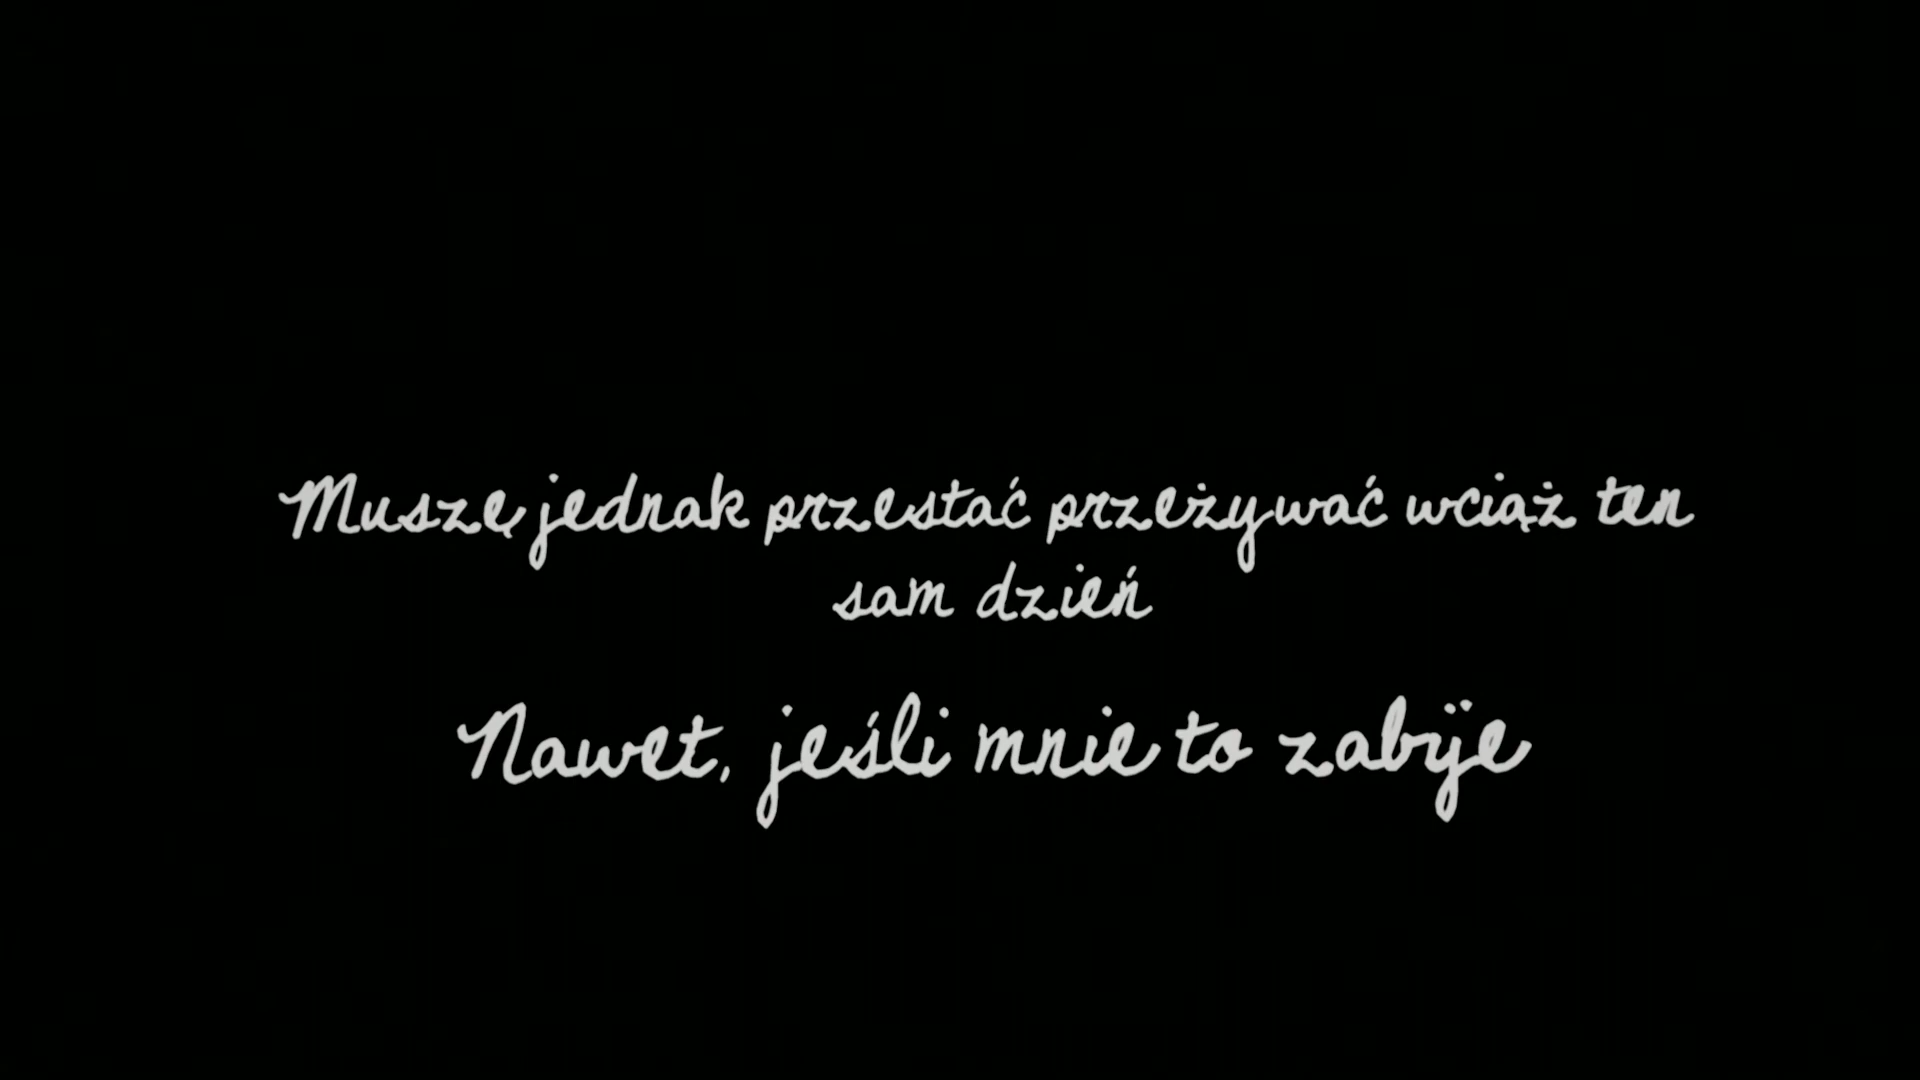 Muszę jednak przestać przeżywać wciąż ten
sam dzień
Nawet, jeśli mnie to zabije